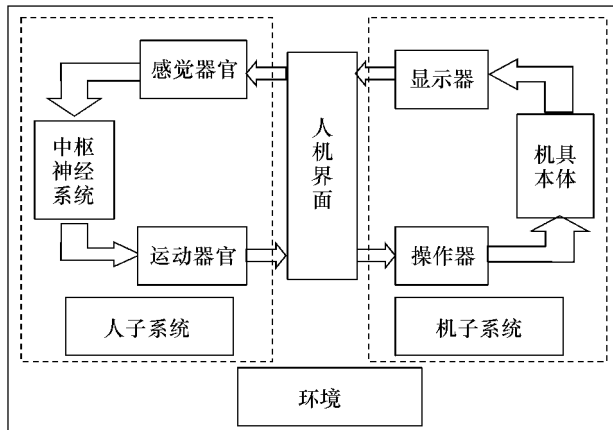 感觉器官
显示器
人
机
界
面
中枢
神经
系统
机具
本体
运动器官
操作器
人子系统
机子系统
环境